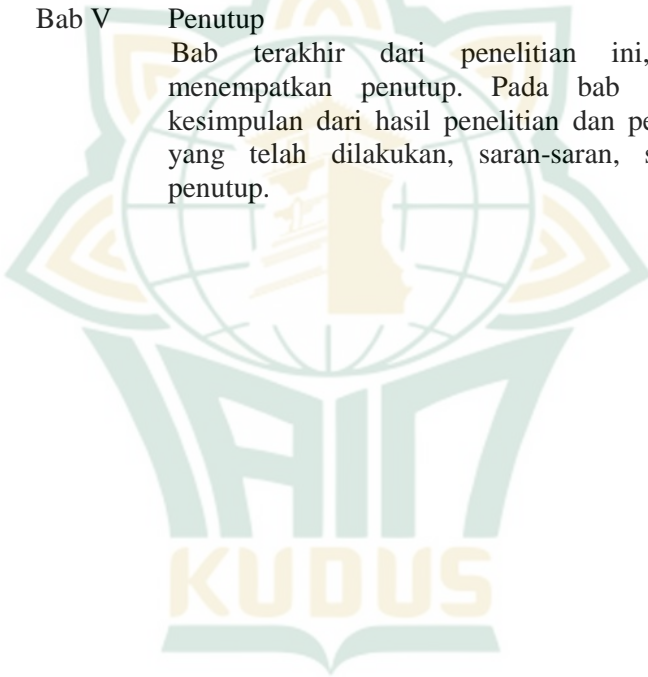 Bab V Penutup
Bab terakhir dari penelitian ini,
menempatkan penutup. Pada bab
kesimpulan dari hasil penelitian dan
yang telah dilakukan, saran-saran,
penutup.
IAIN
KUDUS